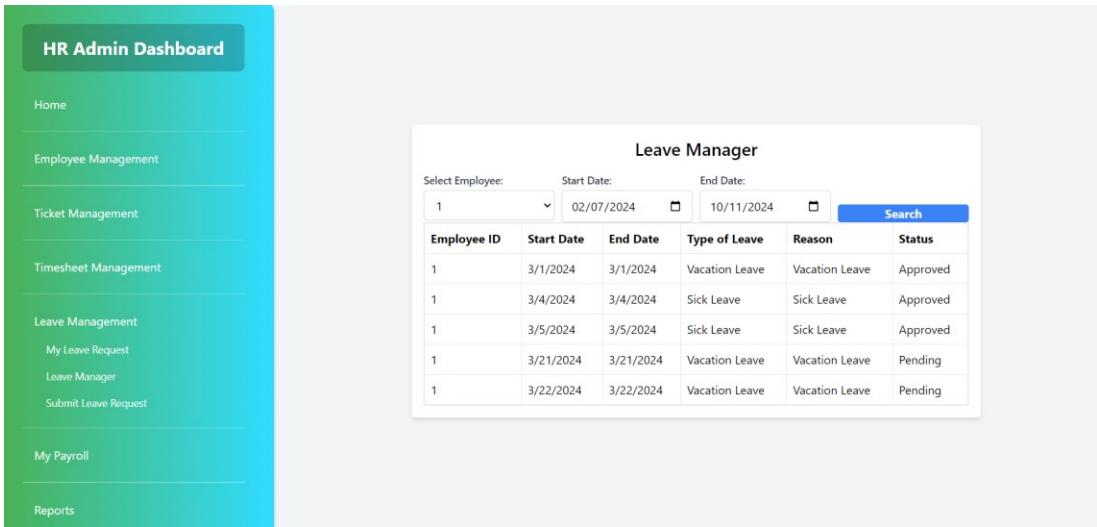 HR Admin Dashboard
Home
Employee Management
Ticket Management
Timesheet Management
Leave Management
My Leave Request
Leave Manager
Submit Leave Request
My Payroll
Reports
Leave Manager
Select Employee: Start Date: End Date:
1 02/07/2024 10/11/2024 Search
Employee ID Start Date End Date Type of Leave Reason Status
1 3/1/2024 3/1/2024 Vacation Leave Vacation Leave Approved
1 3/4/2024 3/4/2024 Sick Leave Sick Leave Approved
1 3/5/2024 3/5/2024 Sick Leave Sick Leave Approved
1 3/21/2024 3/21/2024 Vacation Leave Vacation Leave Pending
1 3/22/2024 3/22/2024 Vacation Leave Vacation Leave Pending